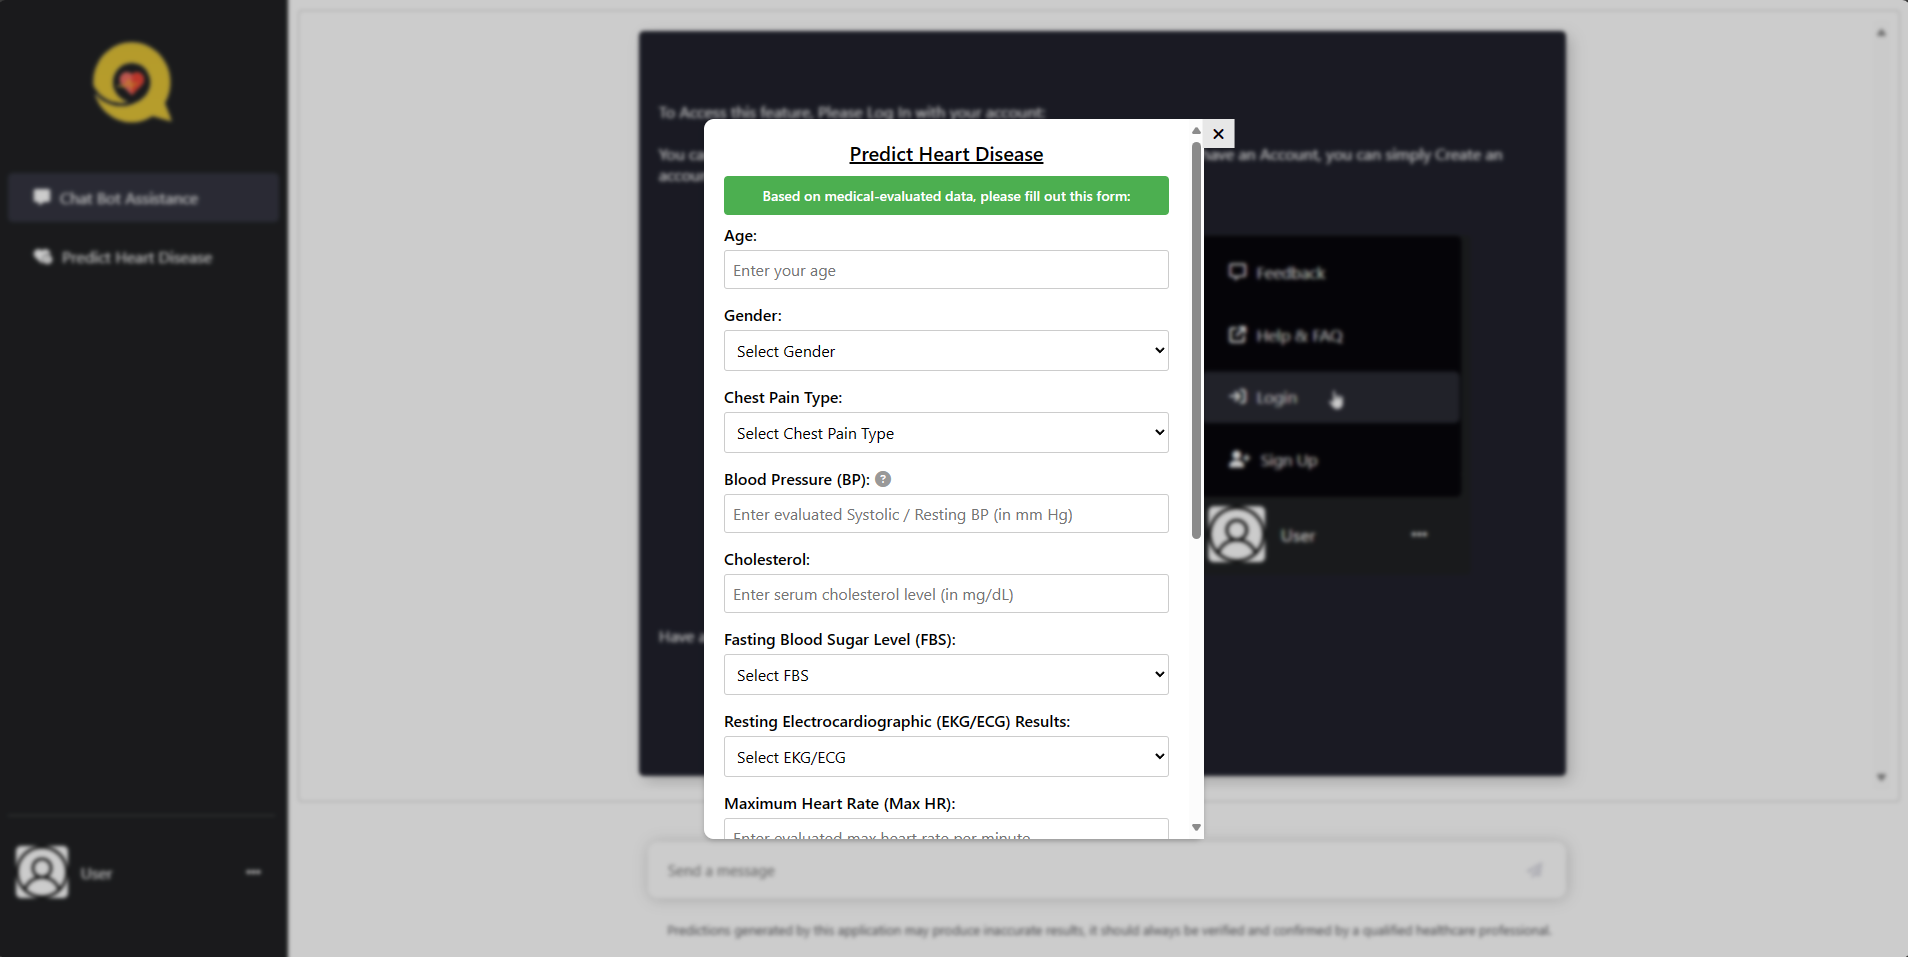 Chat Bot Assistance
Predict Heart Disease
User
To Access this feature, Please Log In with your account:
You ca
have an Account, you can simply Create an
accoun
Feedback
Help & FAQ
Login
Sign Up
User
Have a
Predict Heart Disease
Based on medical-evaluated data, please fill out this form:
Age:
Enter your age
Gender:
Select Gender
Chest Pain Type:
Select Chest Pain Type
Blood Pressure (BP): ?
Enter evaluated Systolic / Resting BP (in mm Hg)
Cholesterol:
Enter serum cholesterol level (in mg/dL)
Fasting Blood Sugar Level (FBS):
Select FBS
Resting Electrocardiographic (EKG/ECG) Results:
Select EKG/ECG
Maximum Heart Rate (Max HR):
Enter evaluated max heart rate per minute
Send a message
Predictions generated by this application may produce inaccurate results, it should always be verified and confirmed by a qualified healthcare professional.